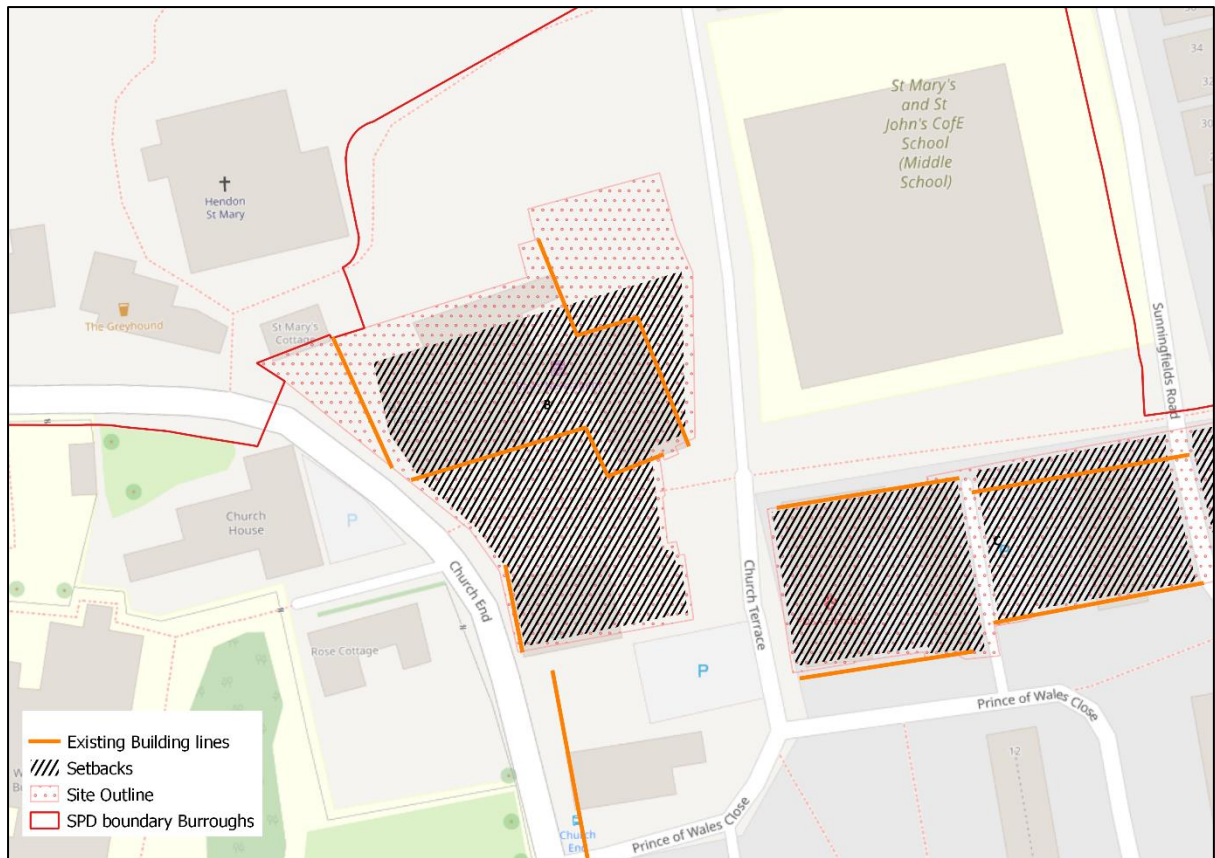 St Mary's
and St
John's CofE
School
(Middle
School)
34
30
Hendon
St Mary
The Greyhound
St Mary's
Cottage
Sunningfields Road
B
Church
House
P
Church End
Church Terrace
C
P
Rose Cottage
P
Prince of Wales Close
12
Church
End
Prince of Wales Close
Existing Building lines
Setbacks
Site Outline
SPD boundary Burroughs